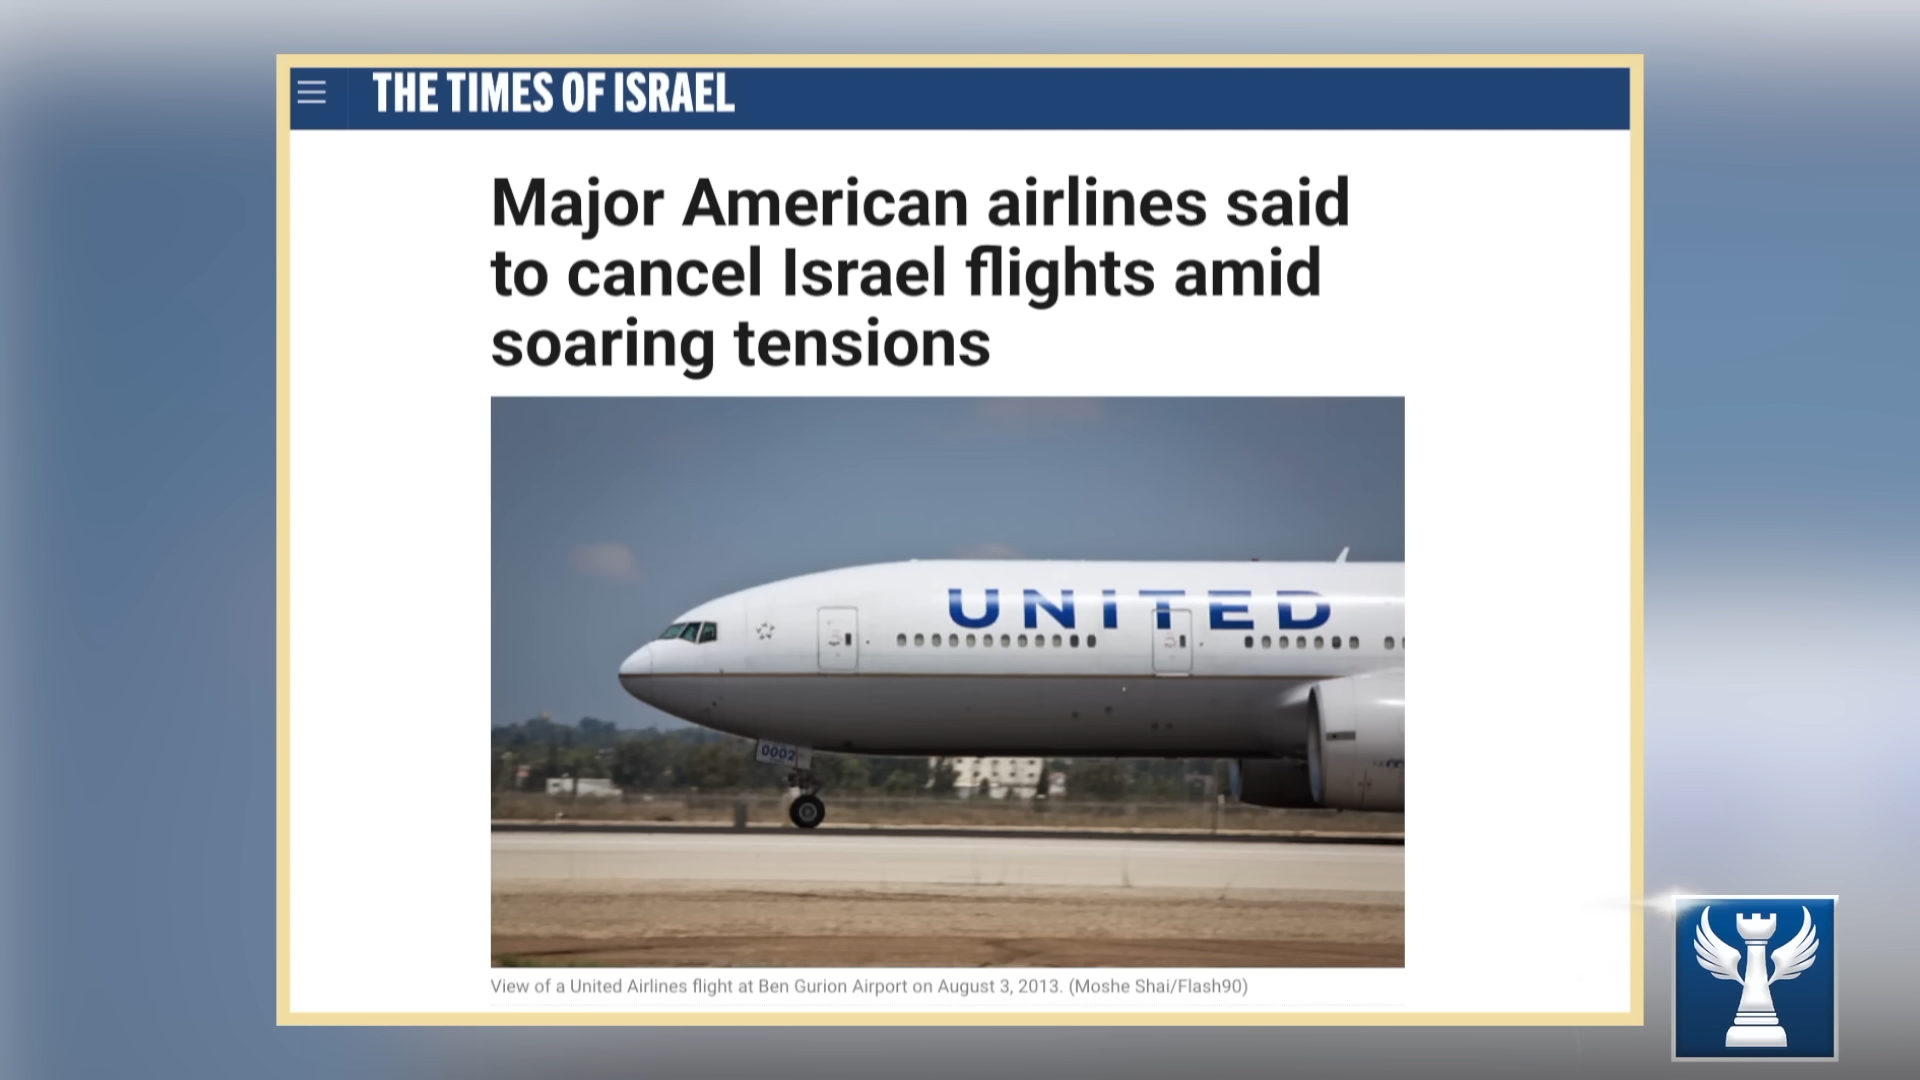 THE TIMES OF ISRAEL
Major American airlines said
to cancel Israel flights amid
soaring tensions
UNITED
0002
View of a United Airlines flight at Ben Gurion Airport on August 3, 2013. (Moshe Shai/Flash90)